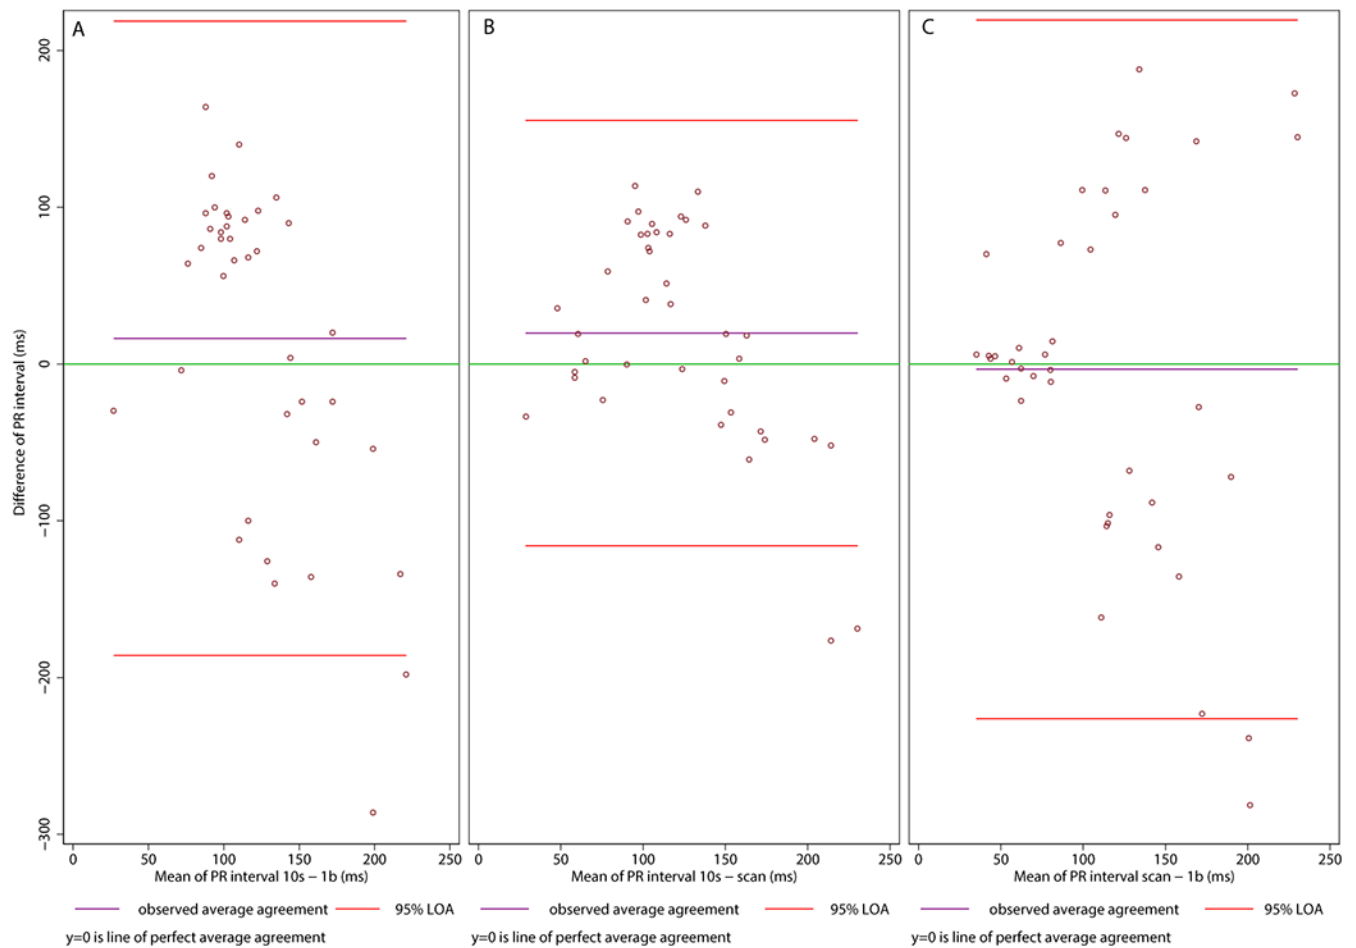 A
B
C
Difference of PR interval (ms)
200
100
0
−100
−200
−300
0 50 100 150 200 250
0 50 100 150 200 250
0 50 100 150 200 250
Mean of PR interval 10s − 1b (ms)
Mean of PR interval 10s − scan (ms)
Mean of PR interval scan − 1b (ms)
observed average agreement 95% LOA
observed average agreement 95% LOA
observed average agreement 95% LOA
y=0 is line of perfect average agreement
y=0 is line of perfect average agreement
y=0 is line of perfect average agreement